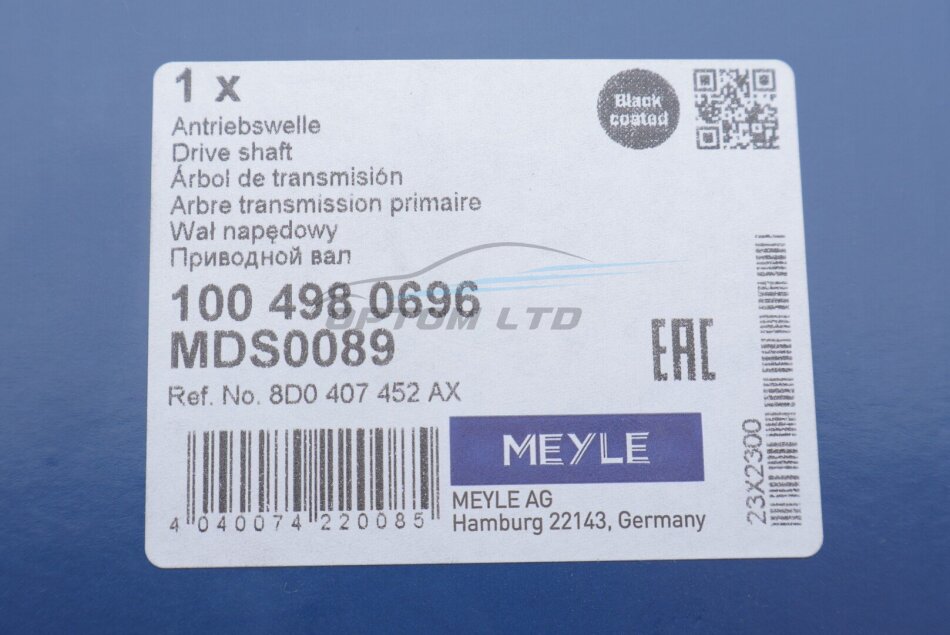 1 x
Black
coated
Antriebswelle
Drive shaft
Árbol de transmisión
Arbre transmission primaire
Wał napędowy
Приводной вал
100 498 0696
OPTOM LTD
MDS0089
EAC
Ref. No. 8D0 407 452 AX
MEYLE
4 040074 220085
MEYLE AG
Hamburg 22143, Germany
23X2300